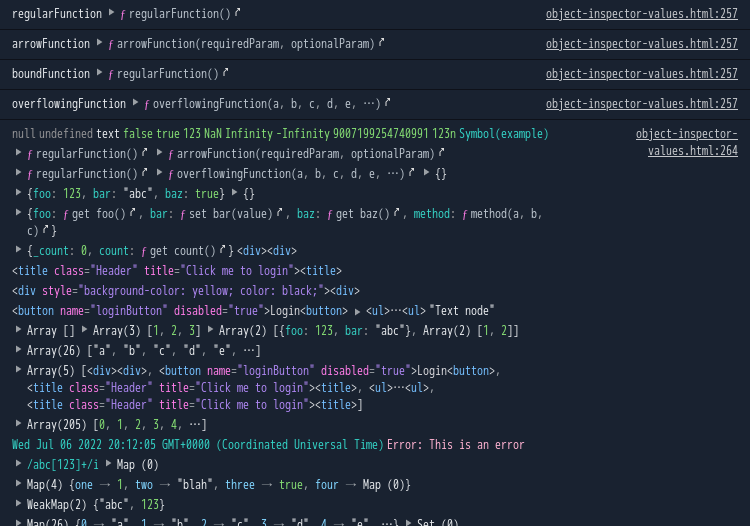 regularFunction ▶ ƒ regularFunction() object-inspector-values.html:257
arrowFunction ▶ ƒ arrowFunction(requiredParam, optionalParam) object-inspector-values.html:257
boundFunction ▶ ƒ regularFunction() object-inspector-values.html:257
overflowingFunction ▶ ƒ overflowingFunction(a, b, c, d, e, …) object-inspector-values.html:257
null undefined text false true 123 NaN Infinity -Infinity 9007199254740991 123n Symbol(example) object-inspector-
values.html:264
▶ ƒ regularFunction() ▶ ƒ arrowFunction(requiredParam, optionalParam)
▶ ƒ regularFunction() ▶ ƒ overflowingFunction(a, b, c, d, e, …) ▶ {}
▶ {foo: 123, bar: "abc", baz: true} ▶ {}
▶ {foo: ƒ get foo(), bar: ƒ set bar(value), baz: ƒ get baz(), method: ƒ method(a, b,
c)}
▶ {_count: 0, count: ƒ get count()} <div><div>
<title class="Header" title="Click me to login"><title>
<div style="background-color: yellow; color: black;"><div>
<button name="loginButton" disabled="true">Login<button> ▶ <ul>…<ul> "Text node"
▶ Array [] ▶ Array(3) [1, 2, 3] ▶ Array(2) [{foo: 123, bar: "abc"}, Array(2) [1, 2]]
▶ Array(26) ["a", "b", "c", "d", "e", …]
▶ Array(5) [<div><div>, <button name="loginButton" disabled="true">Login<button>,
<title class="Header" title="Click me to login"><title>, <ul>…<ul>,
<title class="Header" title="Click me to login"><title>]
▶ Array(205) [0, 1, 2, 3, 4, …]
Wed Jul 06 2022 20:12:05 GMT+0000 (Coordinated Universal Time) Error: This is an error
▶ /abc[123]+/i ▶ Map (0)
▶ Map(4) {one → 1, two → "blah", three → true, four → Map (0)}
▶ WeakMap(2) {"abc", 123}
▶ Map(26) {0 → "a", 1 → "b", 2 → "c", 3 → "d", 4 → "e", …} ▶ Set (0)